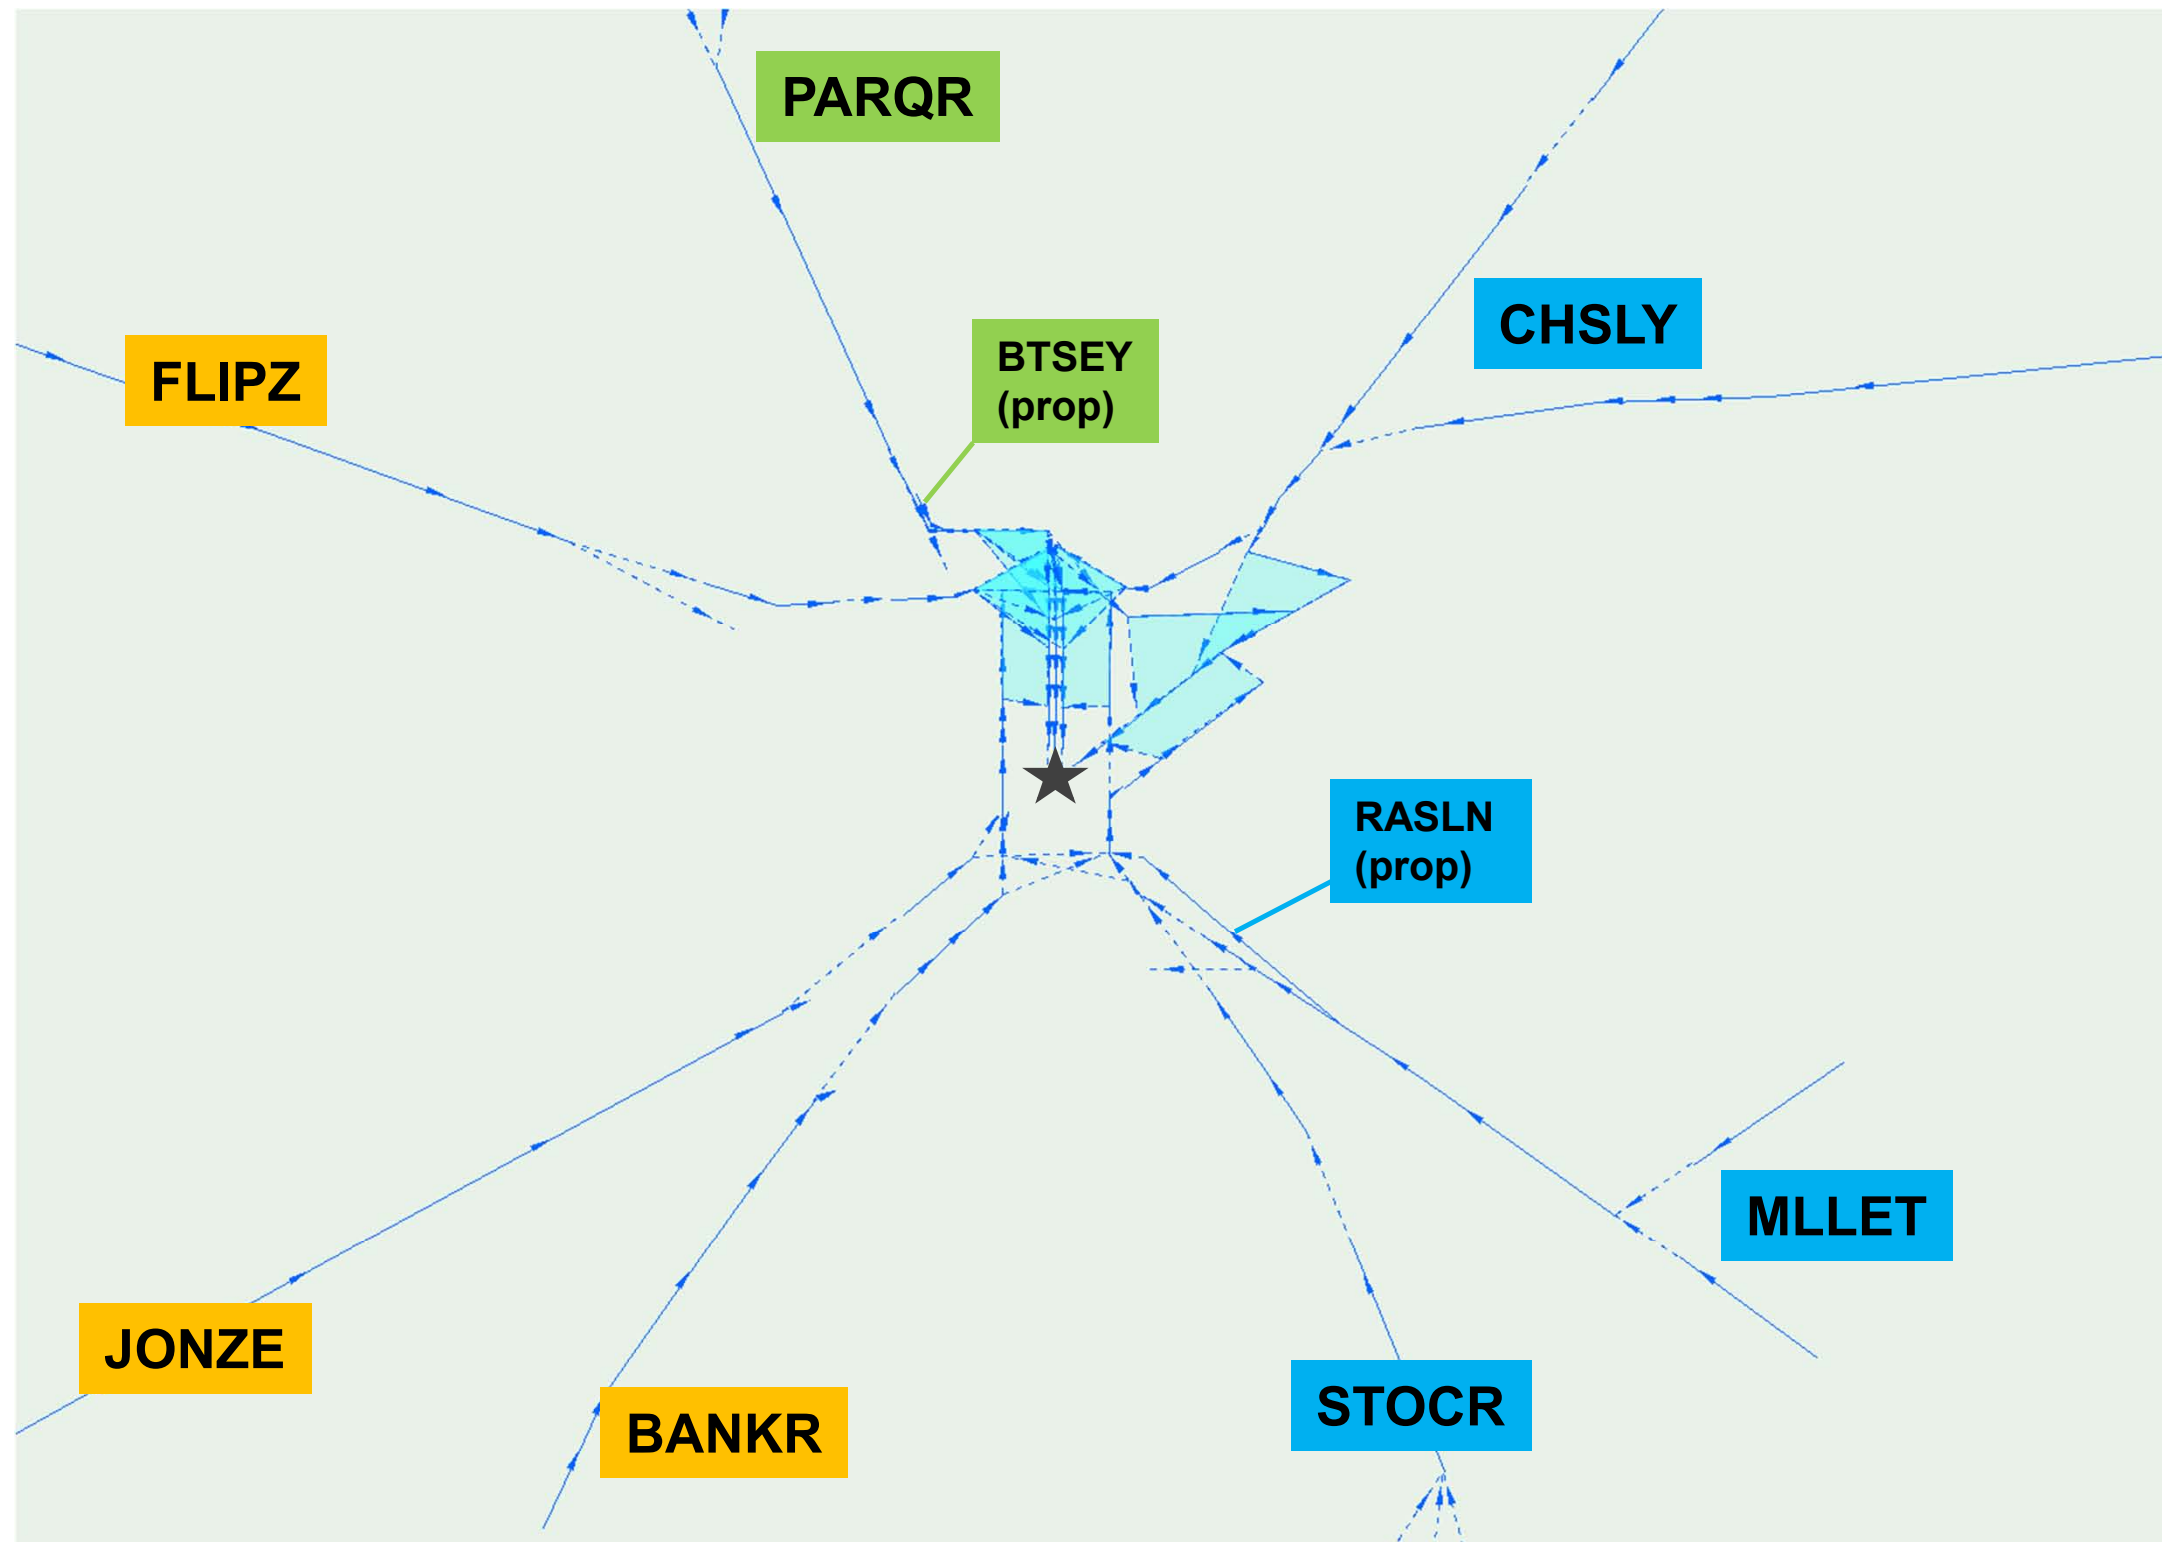 PARQR
CHSLY
FLIPZ
BTSEY
(prop)
RASLN
(prop)
MLLET
JONZE
BANKR
STOCR